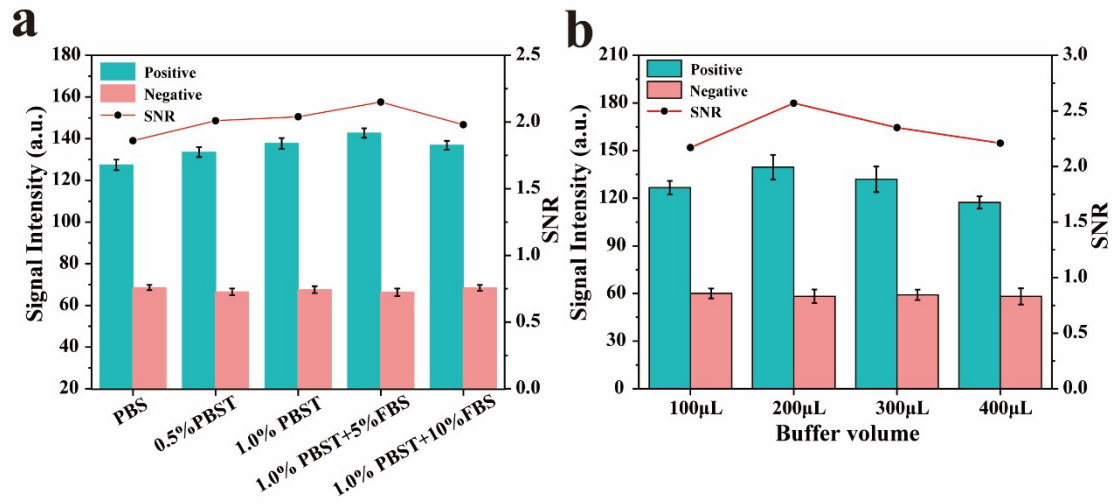 a
Signal Intensity (a.u.)
180
160
140
120
100
80
60
40
20
Positive
Negative
SNR
2.5
2.0
1.5
1.0
0.5
0.0
SNR
PBS
0.5%PBST
1.0% PBST
1.0% PBST+5%FBS
1.0% PBST+10%FBS
b
Signal Intensity (a.u.)
210
180
150
120
90
60
30
0
Positive
Negative
SNR
3.0
2.5
2.0
1.5
1.0
0.5
0.0
SNR
100μL
200μL
300μL
400μL
Buffer volume